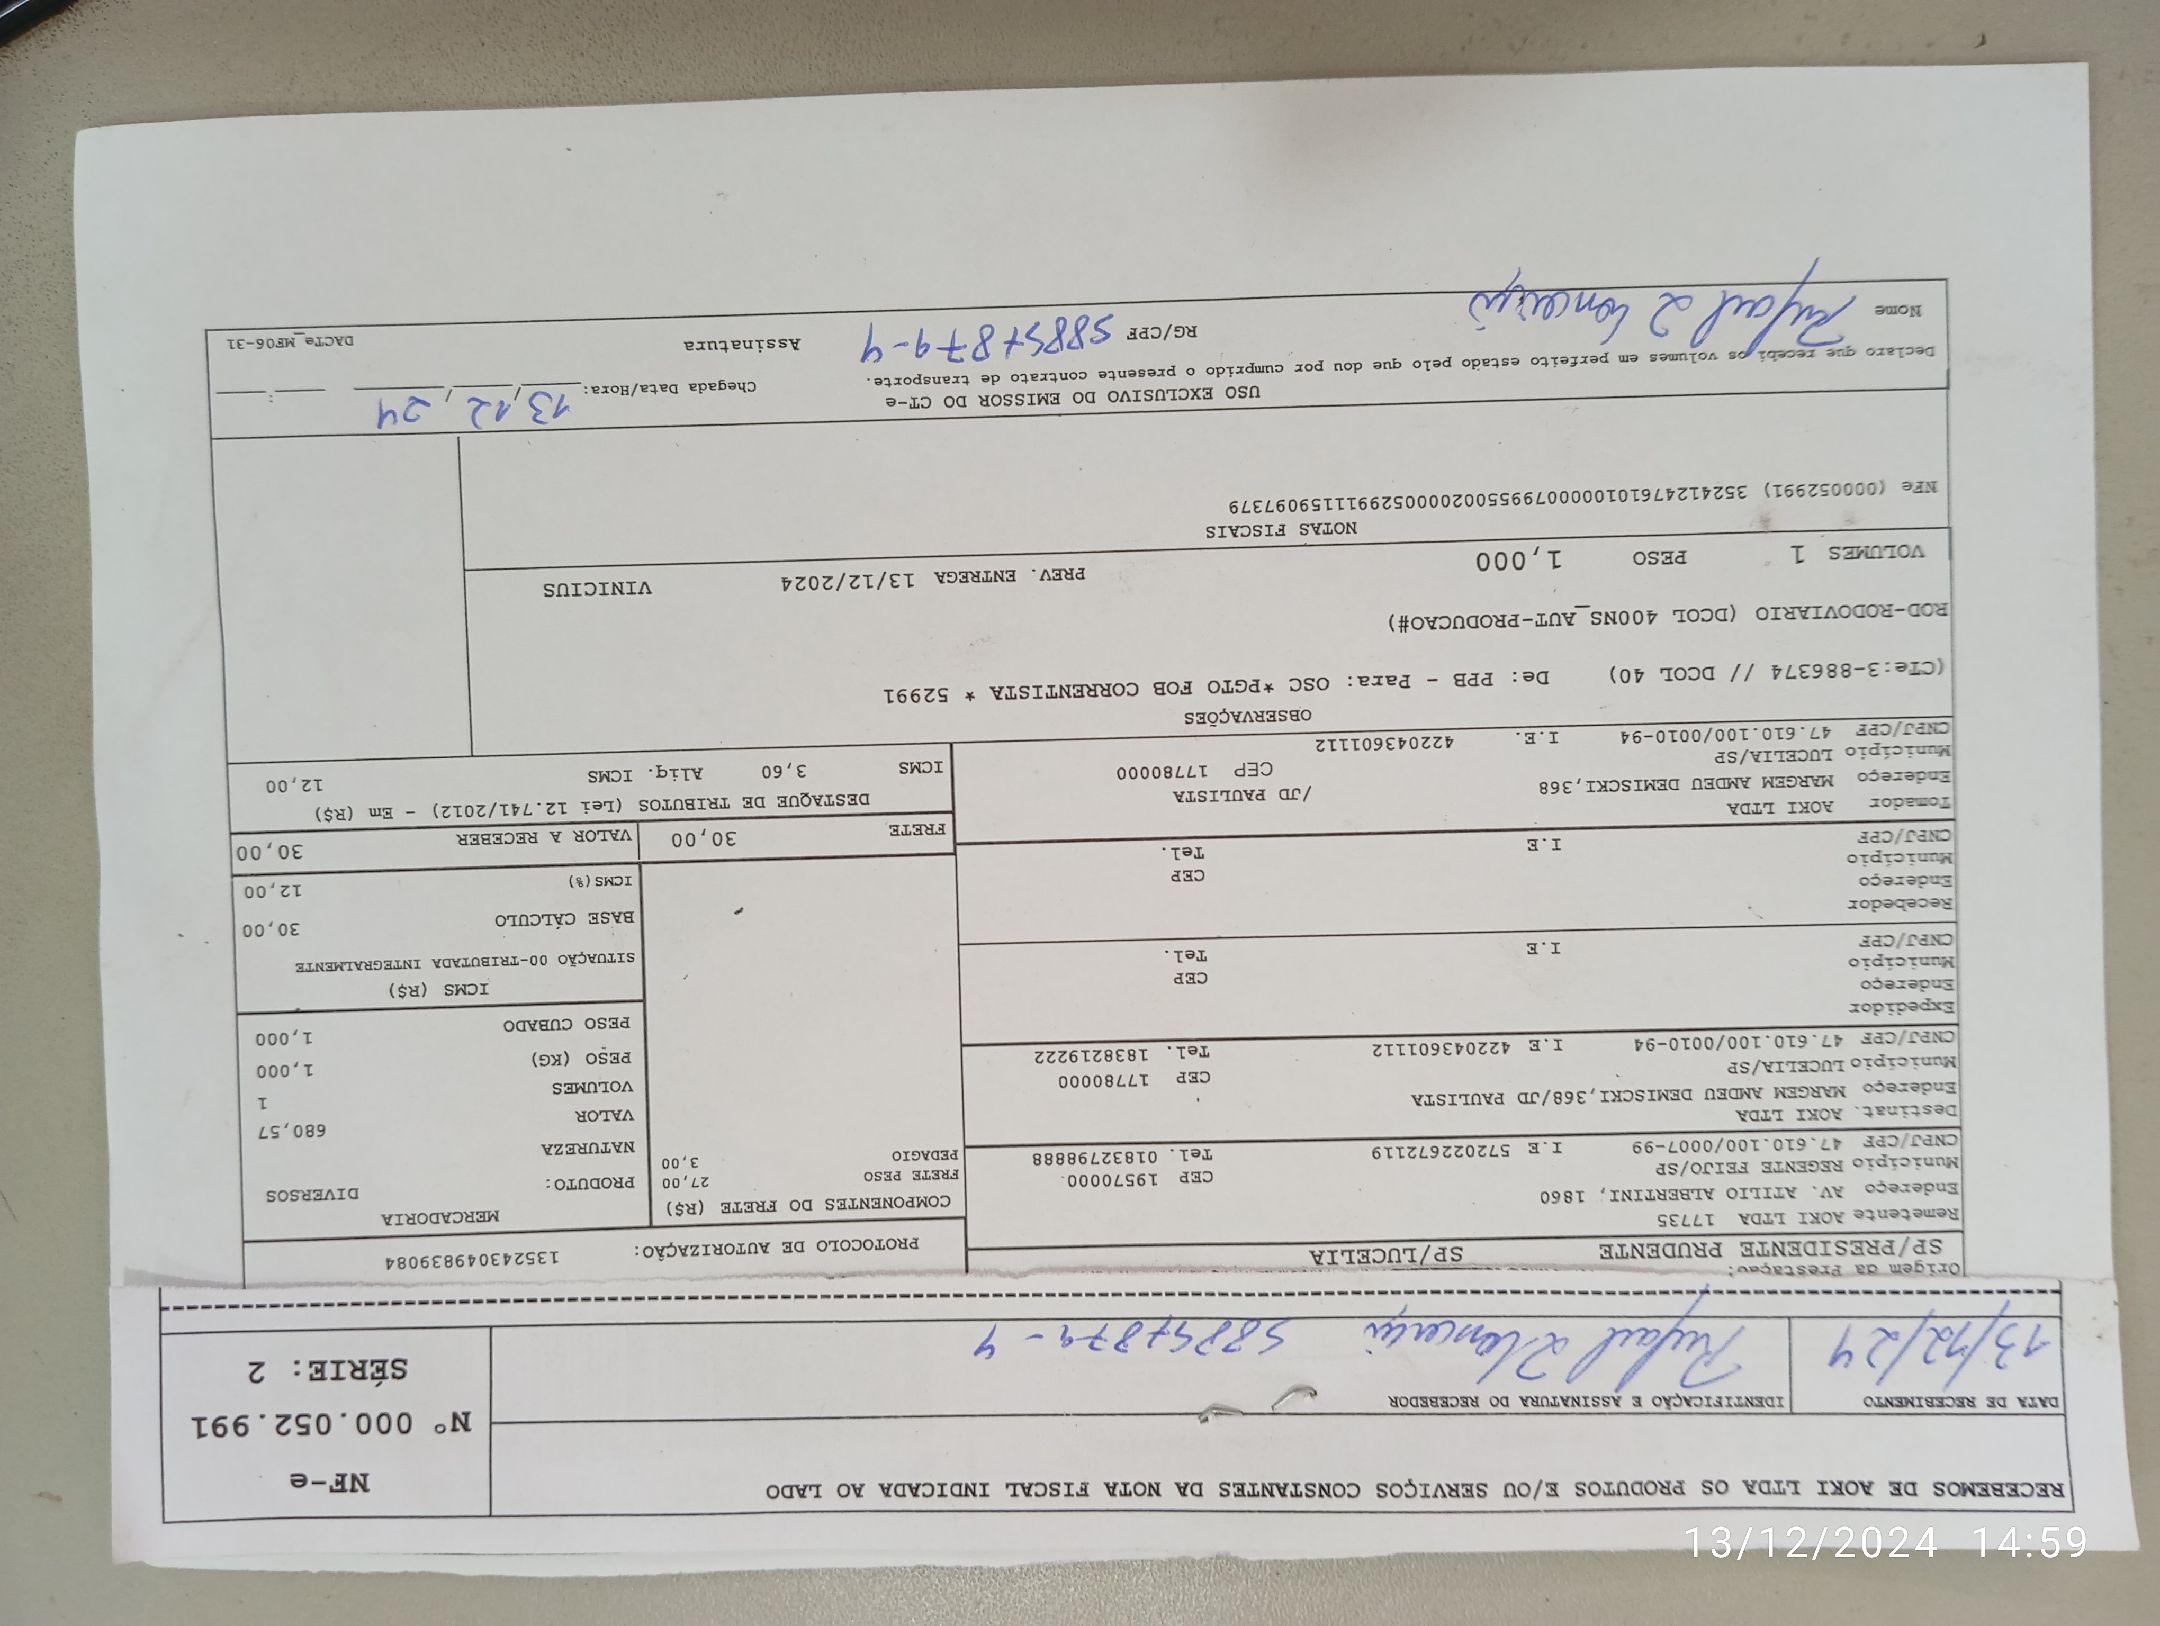 RECEBEMOS DE AOKI LTDA OS PRODUTOS E/OU SERVIÇOS CONSTANTES DA NOTA FISCAL INDICADA AO LADO
NF-e
Nº 000.052.991
SÉRIE: 2
DATA DE RECEBIMENTO
13/12/24
IDENTIFICAÇÃO E ASSINATURA DO RECEBEDOR
Origem da Prestação:
SP/PRESIDENTE PRUDENTE SP/LUCELIA
PROTOCOLO DE AUTORIZAÇÃO: 135243049839084
Remetente AOKI LTDA 17735
Endereço AV. ATILIO ALBERTINI, 1860
Município REGENTE FEIJO/SP CEP 19570000
CNPJ/CPF 47.610.100/0007-99 I.E 572022672119 Tel. 01832798888
Destinat. AOKI LTDA
Endereço MARGEM AMDEU DEMISCKI,368/JD PAULISTA
Município LUCELIA/SP CEP 17780000
CNPJ/CPF 47.610.100/0010-94 I.E 422043601112 Tel. 1838219222
Expedidor
Endereço
Município CEP
CNPJ/CPF I.E Tel.
Recebedor
Endereço
Município CEP
CNPJ/CPF I.E Tel.
Tomador AOKI LTDA
Endereço MARGEM AMDEU DEMISCKI,368 /JD PAULISTA
Município LUCELIA/SP CEP 17780000
CNPJ/CPF 47.610.100/0010-94 I.E. 422043601112
COMPONENTES DO FRETE (R$)
FRETE PESO 27,00
PEDAGIO 3,00
MERCADORIA
PRODUTO: DIVERSOS
NATUREZA
VALOR 680,57
VOLUMES 1
PESO (KG) 1,000
PESO CUBADO 1,000
ICMS (R$)
SITUAÇÃO 00-TRIBUTADA INTEGRALMENTE
BASE CÁLCULO 30,00
ICMS(%) 12,00
FRETE 30,00 VALOR A RECEBER 30,00
DESTAQUE DE TRIBUTOS (Lei 12.741/2012) - Em (R$)
ICMS 3,60 Aliq. ICMS 12,00
OBSERVAÇÕES
(CTe:3-886374 // DCOL 40) De: PPB - Para: OSC *PGTO FOB CORRENTISTA * 52991
ROD-RODOVIARIO (DCOL 400NS_AUT-PRODUCAO#)
VOLUMES 1 PESO 1,000 PREV. ENTREGA 13/12/2024 VINICIUS
NOTAS FISCAIS
NFe (000052991) 35241247610100000799550020000529911159097379
USO EXCLUSIVO DO EMISSOR DO CT-e
Declaro que recebi os volumes em perfeito estado pelo que dou por cumprido o presente contrato de transporte.
Chegada Data/Hora: 13,12,24 :
Nome RG/CPF Assinatura DACTe_MF06-31
13/12/2024 14:59